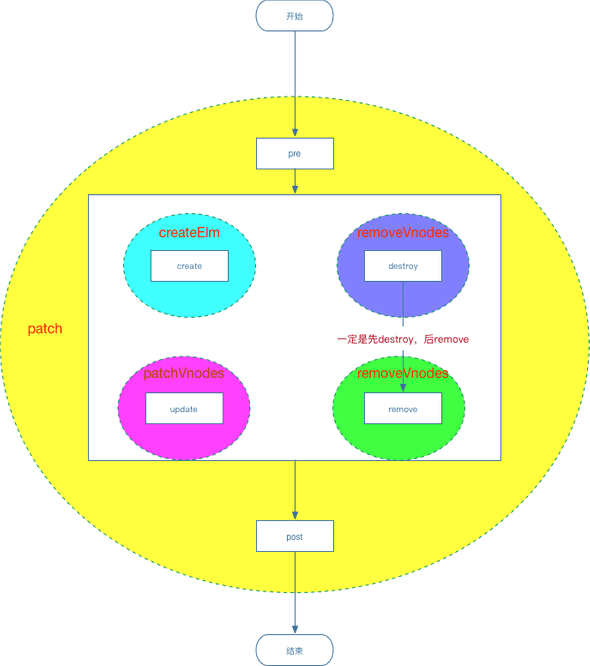 开始
pre
createElm
removeVnodes
create
destroy
patch
一定是先destroy，后remove
patchVnodes
removeVnodes
update
remove
post
结束